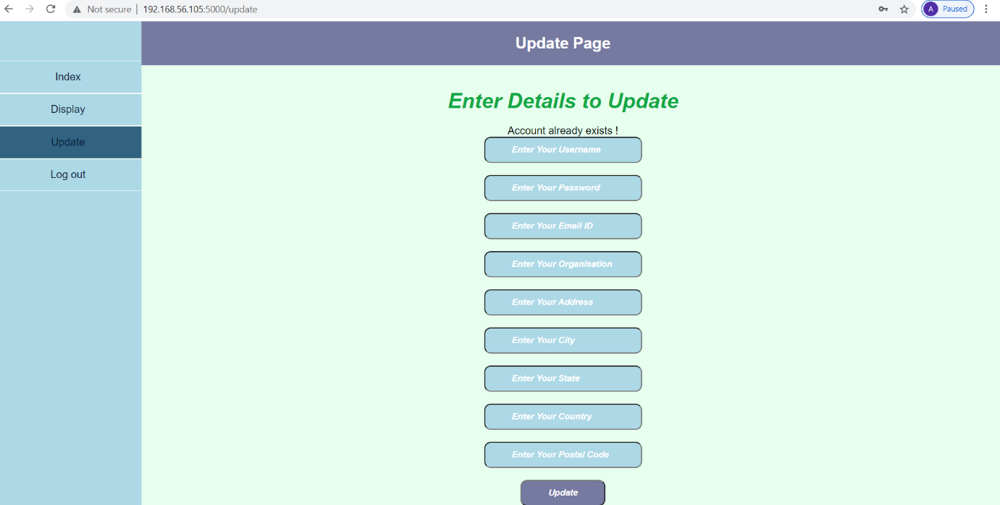 Not secure | 192.168.56.105:5000/update
A Paused
Update Page
Index
Display
Update
Log out
Enter Details to Update
Account already exists !
Enter Your Username
Enter Your Password
Enter Your Email ID
Enter Your Organisation
Enter Your Address
Enter Your City
Enter Your State
Enter Your Country
Enter Your Postal Code
Update